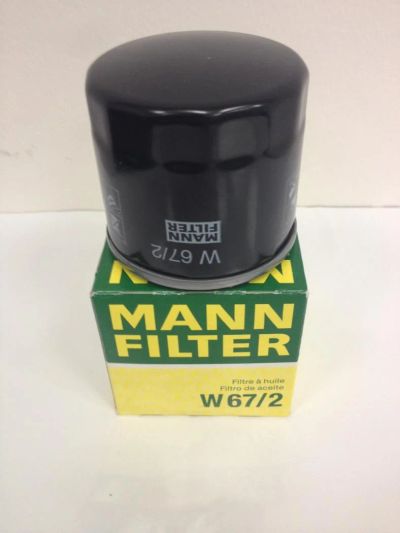 MANN
FILTER
W 67/2
MANN
FILTER
Filtre à huile
Filtro de aceite
W 67/2